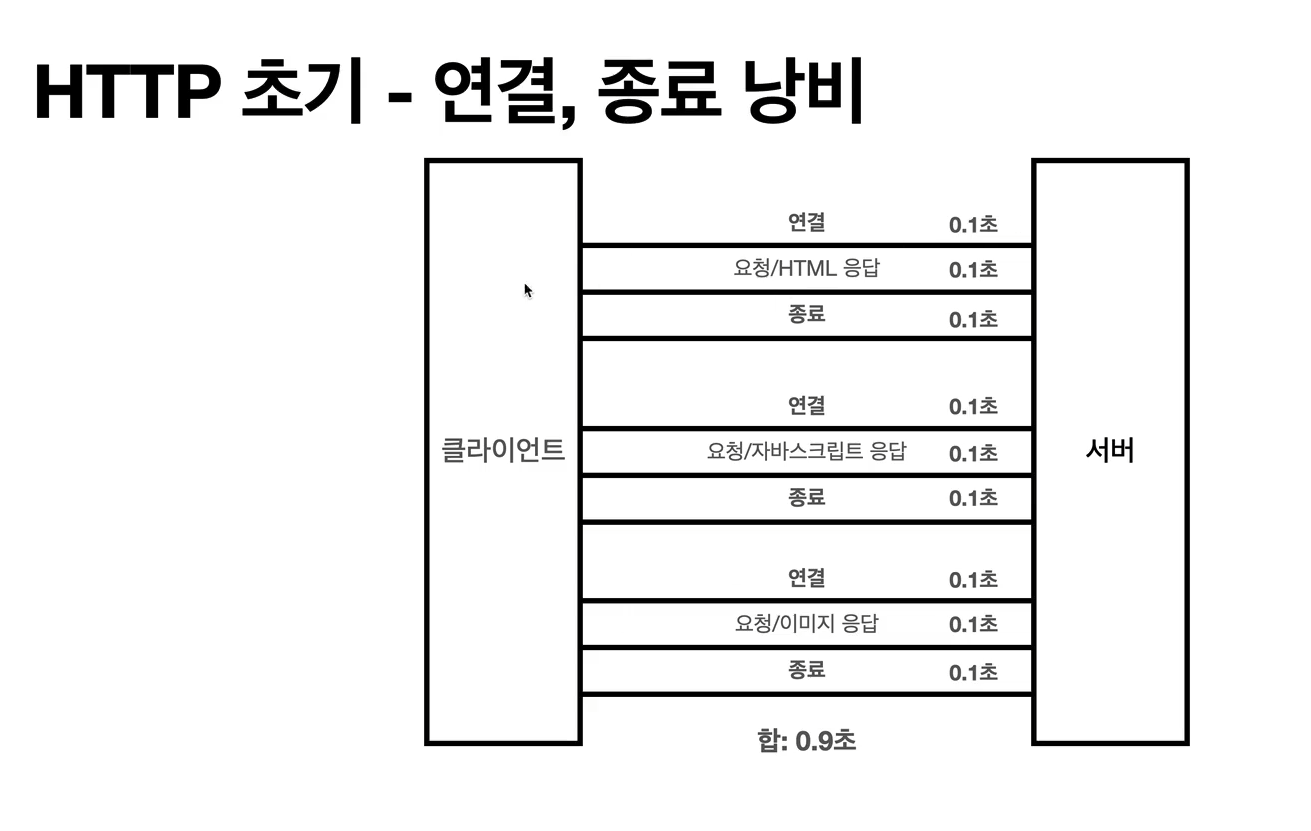 HTTP 초기 - 연결, 종료 낭비
연결 0.1초
요청/HTML 응답 0.1초
종료 0.1초
연결 0.1초
클라이언트 요청/자바스크립트 응답 0.1초 서버
종료 0.1초
연결 0.1초
요청/이미지 응답 0.1초
종료 0.1초
합: 0.9초